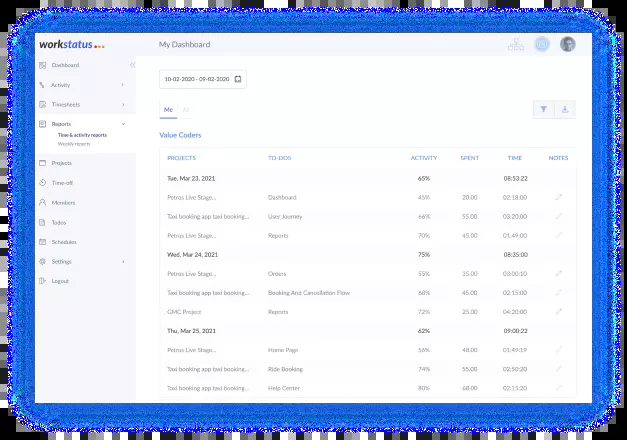 workstatus
My Dashboard
Dashboard
Activity
Timesheets
Reports
Time & activity reports
Weekly reports
Projects
Time-off
Members
Todos
Schedules
Settings
Logout
10-02-2020 - 09-02-2020
Me All
Value Coders
PROJECTS TO-DOS ACTIVITY SPENT TIME NOTES
Tue, Mar 23, 2021 65% 08:53:22
Petros Live Stage... Dashboard 45% 20.00 02:18:00
Taxi booking app taxi booking... User Journey 66% 55.00 03:20:00
Petros Live Stage... Reports 70% 45.00 01:49:00
Wed, Mar 24, 2021 75% 08:35:00
Petros Live Stage... Orders 55% 35.00 03:00:10
Taxi booking app taxi booking... Booking And Cancellation Flow 68% 45.00 02:15:00
GMC Project Reports 72% 25.00 04:20:00
Thu, Mar 25, 2021 62% 09:00:22
Petros Live Stage... Home Page 56% 48.00 01:49:19
Taxi booking app taxi booking... Ride Booking 74% 55.00 02:50:20
Taxi booking app taxi booking... Help Center 80% 68.00 02:15:20